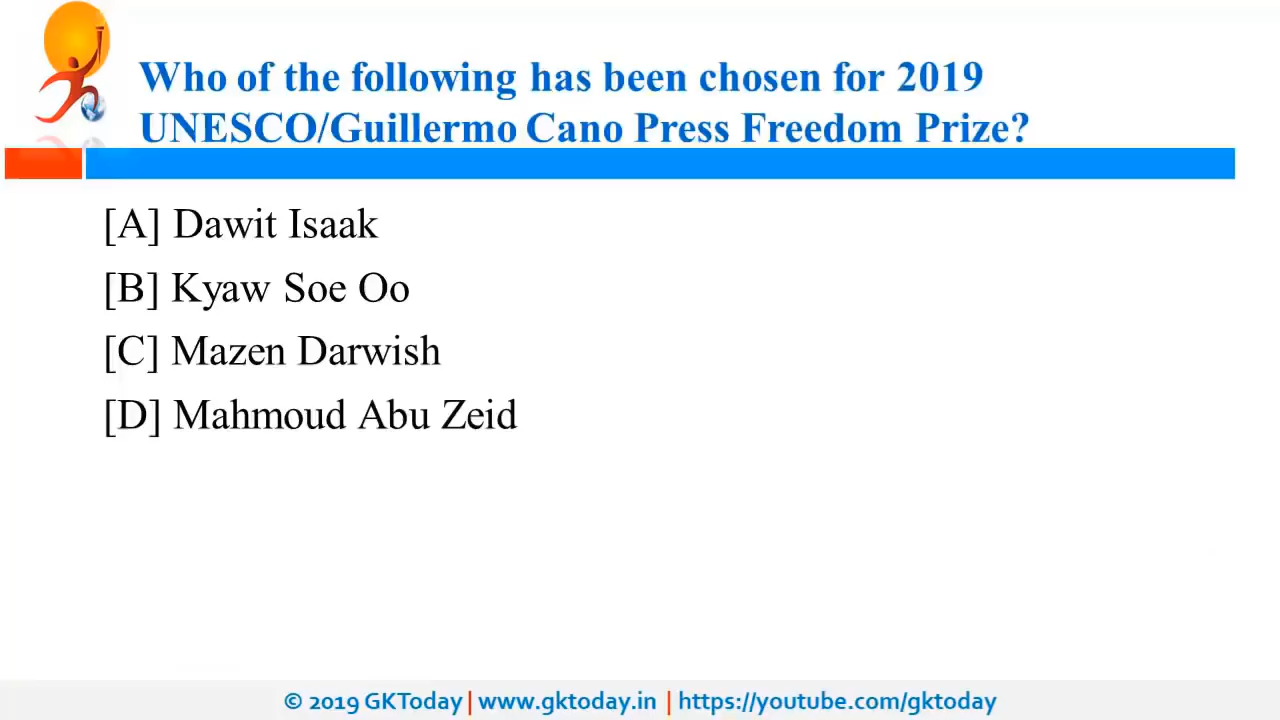 Who of the following has been chosen for 2019
UNESCO/Guillermo Cano Press Freedom Prize?
[A] Dawit Isaak
[B] Kyaw Soe Oo
[C] Mazen Darwish
[D] Mahmoud Abu Zeid
© 2019 GKToday | www.gktoday.in | https://youtube.com/gktoday